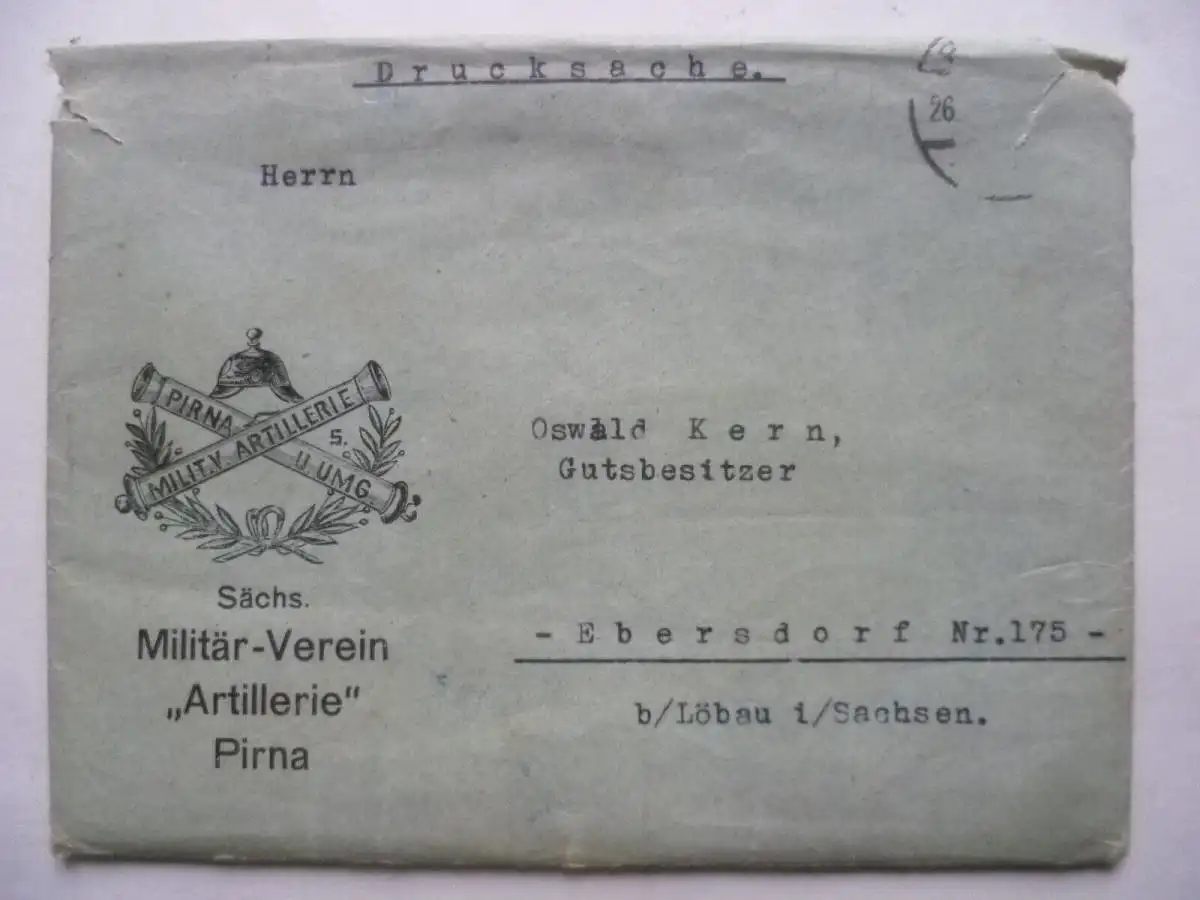 Drucksache.
26
Herrn
PIRNA U. UMG.
MILIT.V. ARTILLERIE
S.
Oswald Kern,
Gutsbesitzer
Sächs.
Militär-Verein
„Artillerie“
Pirna
- Ebersdorf Nr.175 -
b/Löbau i/Sachsen.